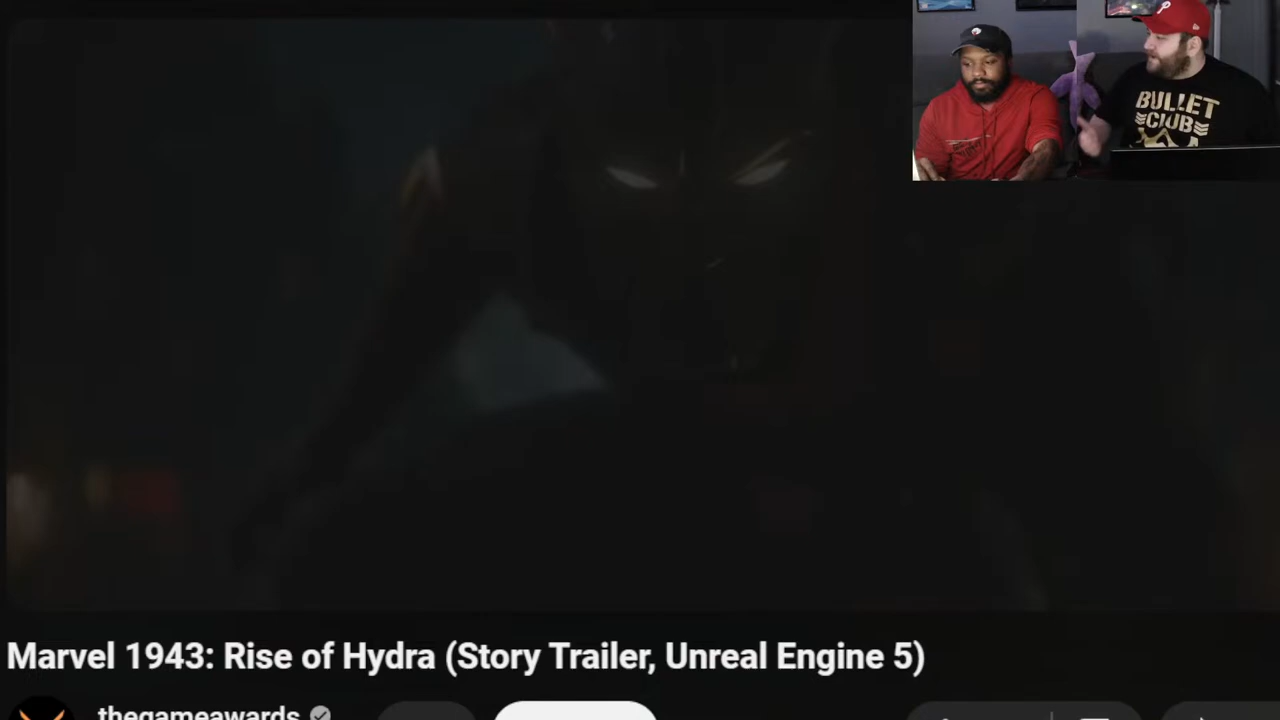 BULLET
CLUB
Marvel 1943: Rise of Hydra (Story Trailer, Unreal Engine 5)
thegameawards